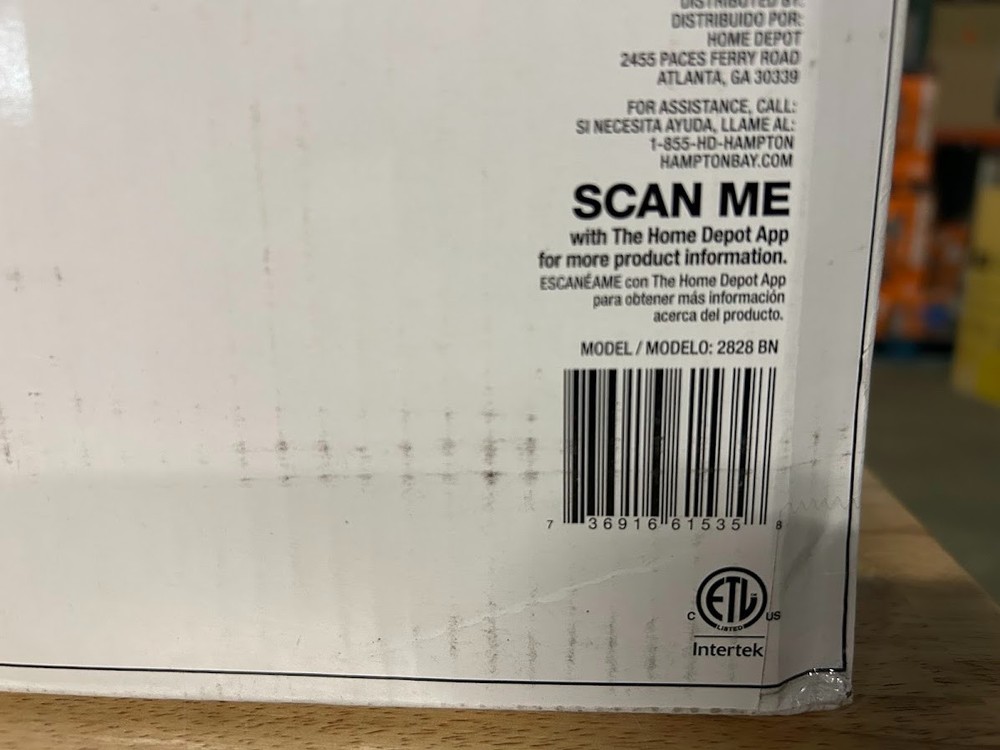 DISTRIBUTED BY:
DISTRIBUIDO POR:
HOME DEPOT
2455 PACES FERRY ROAD
ATLANTA, GA 30339
FOR ASSISTANCE, CALL:
SI NECESITA AYUDA, LLAME AL:
1-855-HD-HAMPTON
HAMPTONBAY.COM
SCAN ME
with The Home Depot App
for more product information.
ESCANÉAME con The Home Depot App
para obtener más información
acerca del producto.
MODEL / MODELO: 2828 BN
7 36916 61535 8
ETL
C LISTED US
Intertek